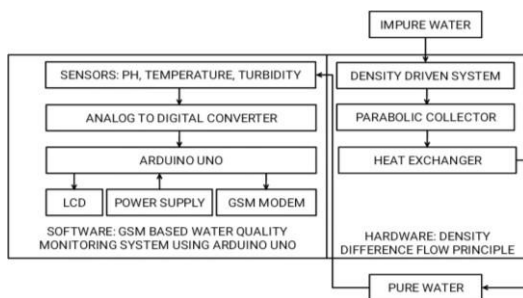 IMPURE WATER
SENSORS: PH, TEMPERATURE, TURBIDITY
DENSITY DRIVEN SYSTEM
ANALOG TO DIGITAL CONVERTER
PARABOLIC COLLECTOR
ARDUINO UNO
HEAT EXCHANGER
LCD
POWER SUPPLY
GSM MODEM
SOFTWARE: GSM BASED WATER QUALITY
MONITORING SYSTEM USING ARDUINO UNO
HARDWARE: DENSITY
DIFFERENCE FLOW PRINCIPLE
PURE WATER